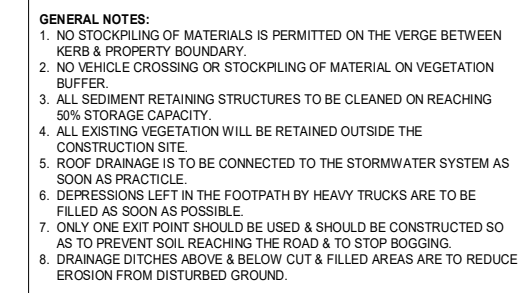 GENERAL NOTES:
1. NO STOCKPILING OF MATERIALS IS PERMITTED ON THE VERGE BETWEEN
KERB & PROPERTY BOUNDARY.
2. NO VEHICLE CROSSING OR STOCKPILING OF MATERIAL ON VEGETATION
BUFFER.
3. ALL SEDIMENT RETAINING STRUCTURES TO BE CLEANED ON REACHING
50% STORAGE CAPACITY.
4. ALL EXISTING VEGETATION WILL BE RETAINED OUTSIDE THE
CONSTRUCTION SITE.
5. ROOF DRAINAGE IS TO BE CONNECTED TO THE STORMWATER SYSTEM AS
SOON AS PRACTICLE.
6. DEPRESSIONS LEFT IN THE FOOTPATH BY HEAVY TRUCKS ARE TO BE
FILLED AS SOON AS POSSIBLE.
7. ONLY ONE EXIT POINT SHOULD BE USED & SHOULD BE CONSTRUCTED SO
AS TO PREVENT SOIL REACHING THE ROAD & TO STOP BOGGING.
8. DRAINAGE DITCHES ABOVE & BELOW CUT & FILLED AREAS ARE TO REDUCE
EROSION FROM DISTURBED GROUND.